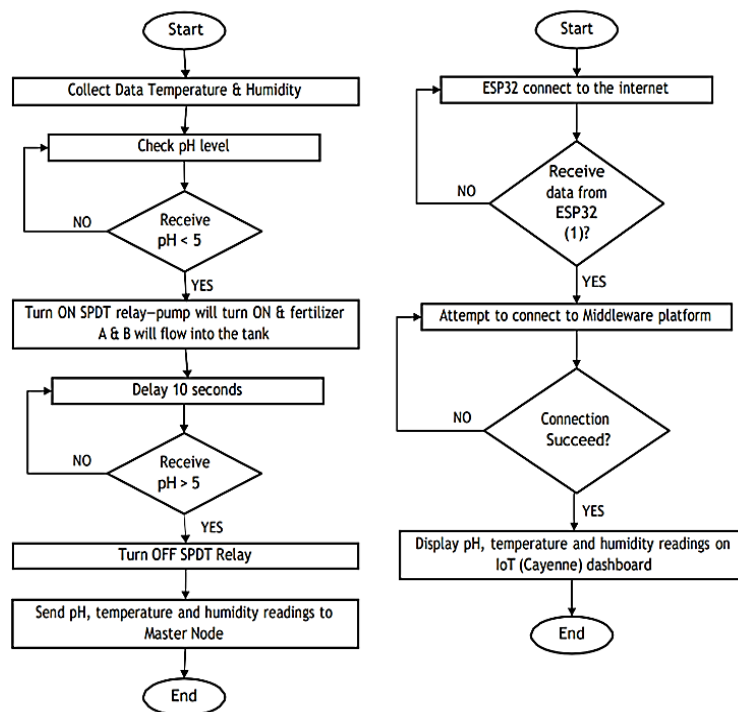 Start
Collect Data Temperature & Humidity
Check pH level
NO
Receive
pH < 5
YES
Turn ON SPDT relay–pump will turn ON & fertilizer
A & B will flow into the tank
Delay 10 seconds
NO
Receive
pH > 5
YES
Turn OFF SPDT Relay
Send pH, temperature and humidity readings to
Master Node
End
Start
ESP32 connect to the internet
Receive
data from
ESP32
(1)?
NO
YES
Attempt to connect to Middleware platform
NO
Connection
Succeed?
YES
Display pH, temperature and humidity readings on
IoT (Cayenne) dashboard
End